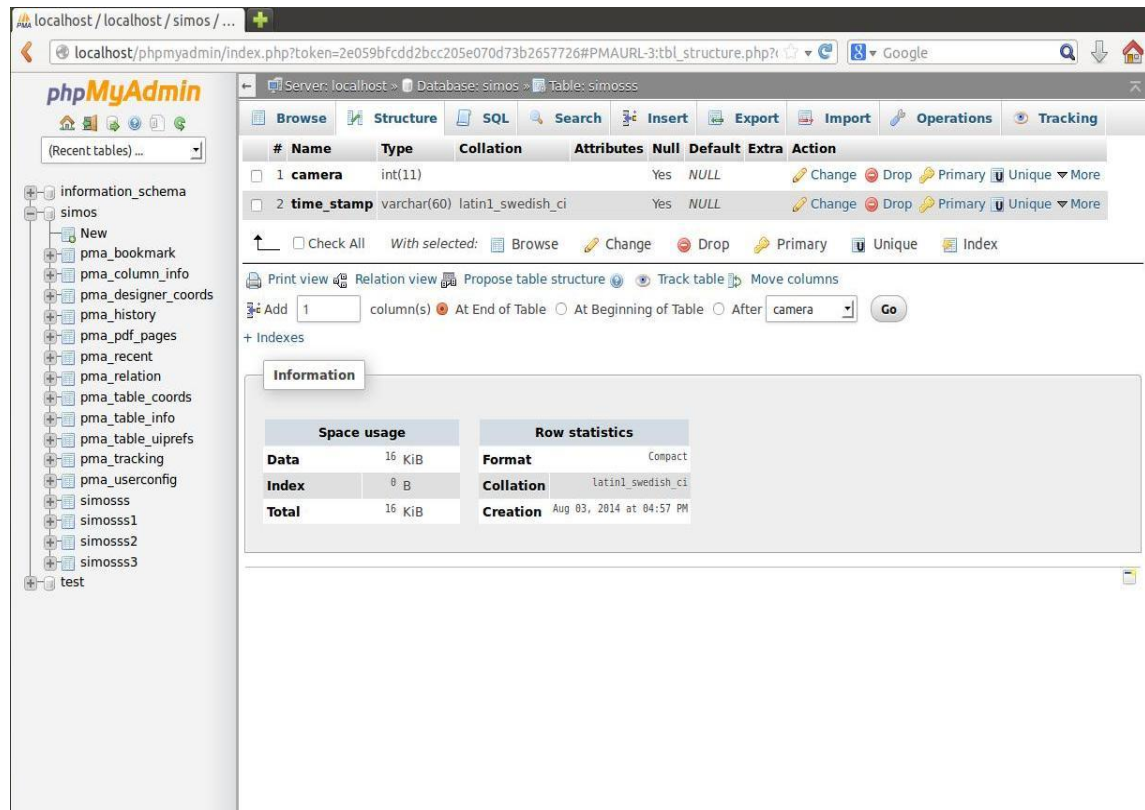 localhost / localhost / simos / ...
localhost/phpmyadmin/index.php?token=2e059bfcdd2bcc205e070d73b2657726#PMAURL-3:tbl_structure.php?
Google
phpMyAdmin
(Recent tables) ...
information_schema
simos
New
pma_bookmark
pma_column_info
pma_designer_coords
pma_history
pma_pdf_pages
pma_recent
pma_relation
pma_table_coords
pma_table_info
pma_table_uiprefs
pma_tracking
pma_userconfig
simosss
simosss1
simosss2
simosss3
test
Server: localhost » Database: simos » Table: simosss
Browse Structure SQL Search Insert Export Import Operations Tracking
# Name Type Collation Attributes Null Default Extra Action
1 camera int(11) Yes NULL Change Drop Primary Unique More
2 time_stamp varchar(60) latin1_swedish_ci Yes NULL Change Drop Primary Unique More
Check All With selected: Browse Change Drop Primary Unique Index
Print view Relation view Propose table structure Track table Move columns
Add 1 column(s) At End of Table At Beginning of Table After camera Go
+ Indexes
Information
Space usage
Data 16 KiB
Index 0 B
Total 16 KiB
Row statistics
Format Compact
Collation latin1_swedish_ci
Creation Aug 03, 2014 at 04:57 PM